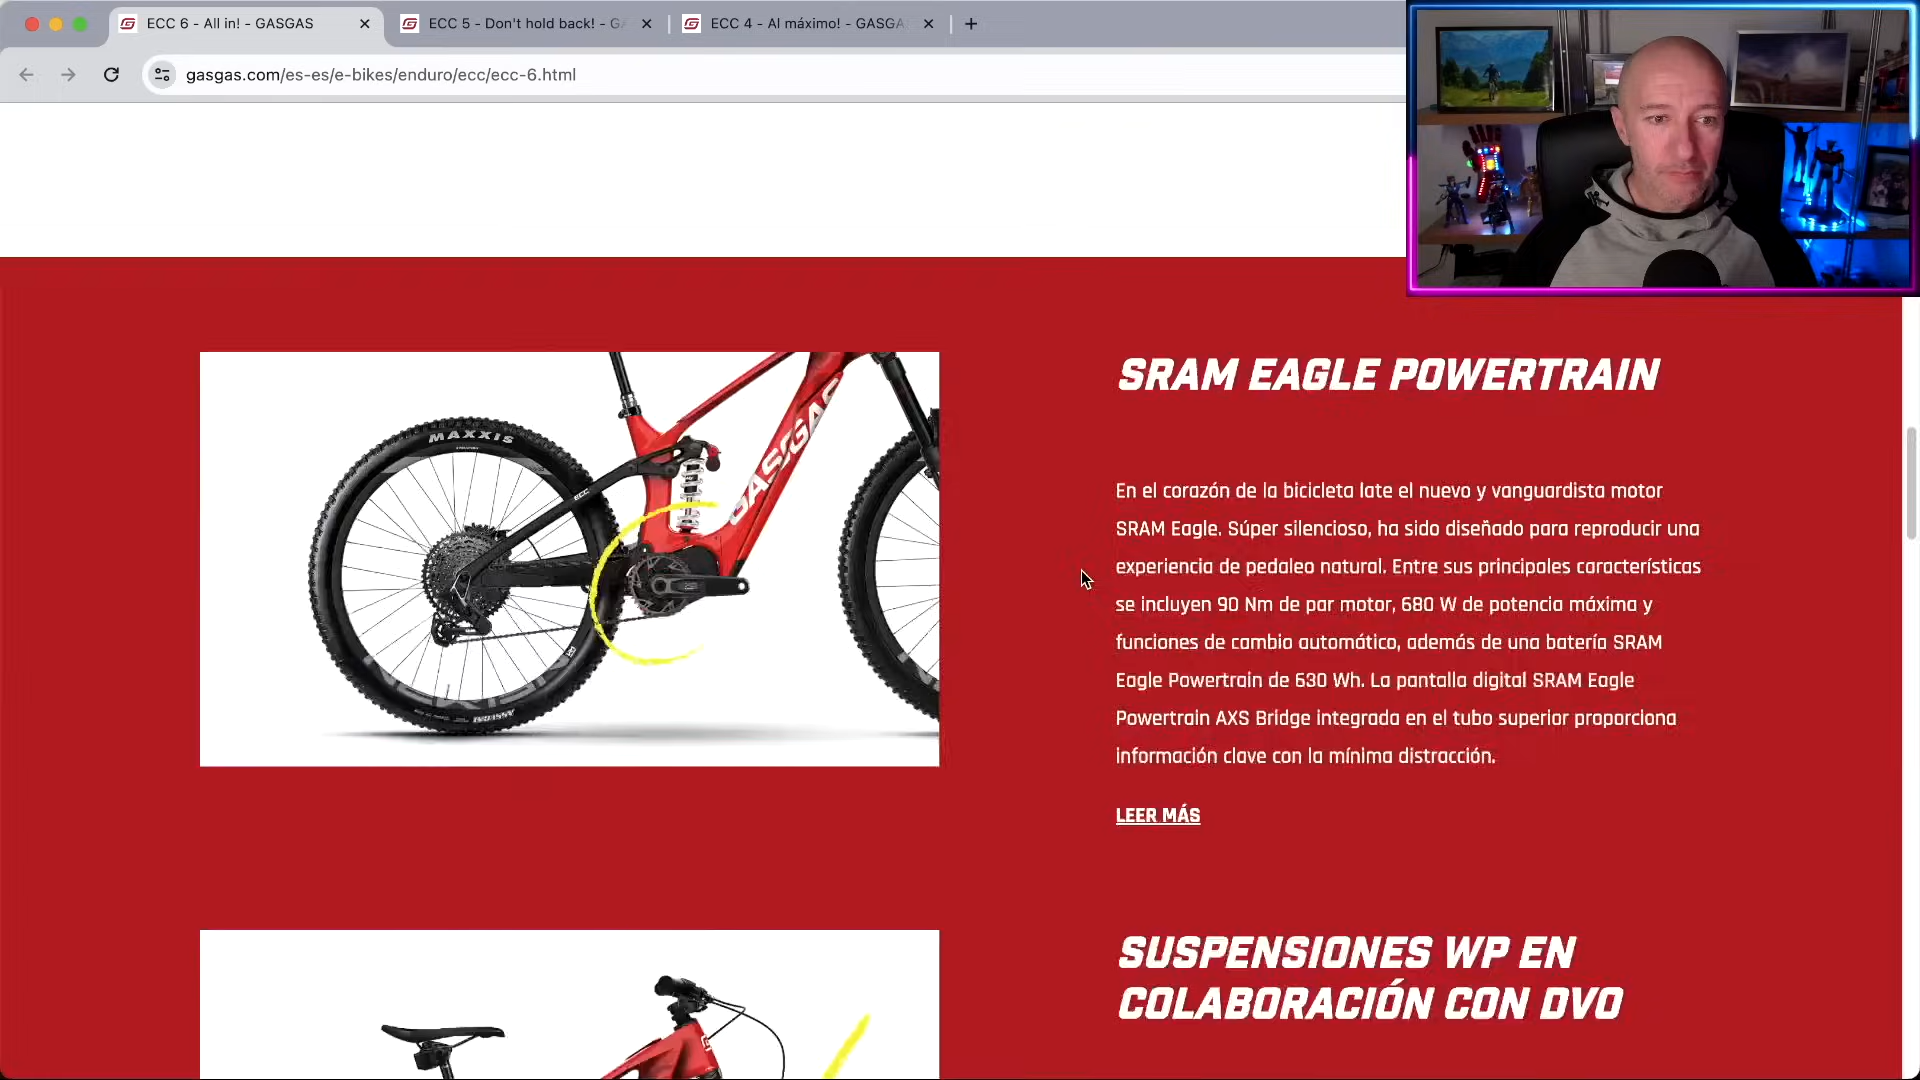 ECC 6 - All in! - GASGAS
ECC 5 - Don't hold back! - GA
ECC 4 - Al máximo! - GASGA
gasgas.com/es-es/e-bikes/enduro/ecc/ecc-6.html
MAXXIS
GASGAS
ECC
SRAM EAGLE POWERTRAIN
En el corazón de la bicicleta late el nuevo y vanguardista motor
SRAM Eagle. Súper silencioso, ha sido diseñado para reproducir una
experiencia de pedaleo natural. Entre sus principales características
se incluyen 90 Nm de par motor, 680 W de potencia máxima y
funciones de cambio automático, además de una batería SRAM
Eagle Powertrain de 630 Wh. La pantalla digital SRAM Eagle
Powertrain AXS Bridge integrada en el tubo superior proporciona
información clave con la mínima distracción.
LEER MÁS
SUSPENSIONES WP EN
COLABORACIÓN CON DVO